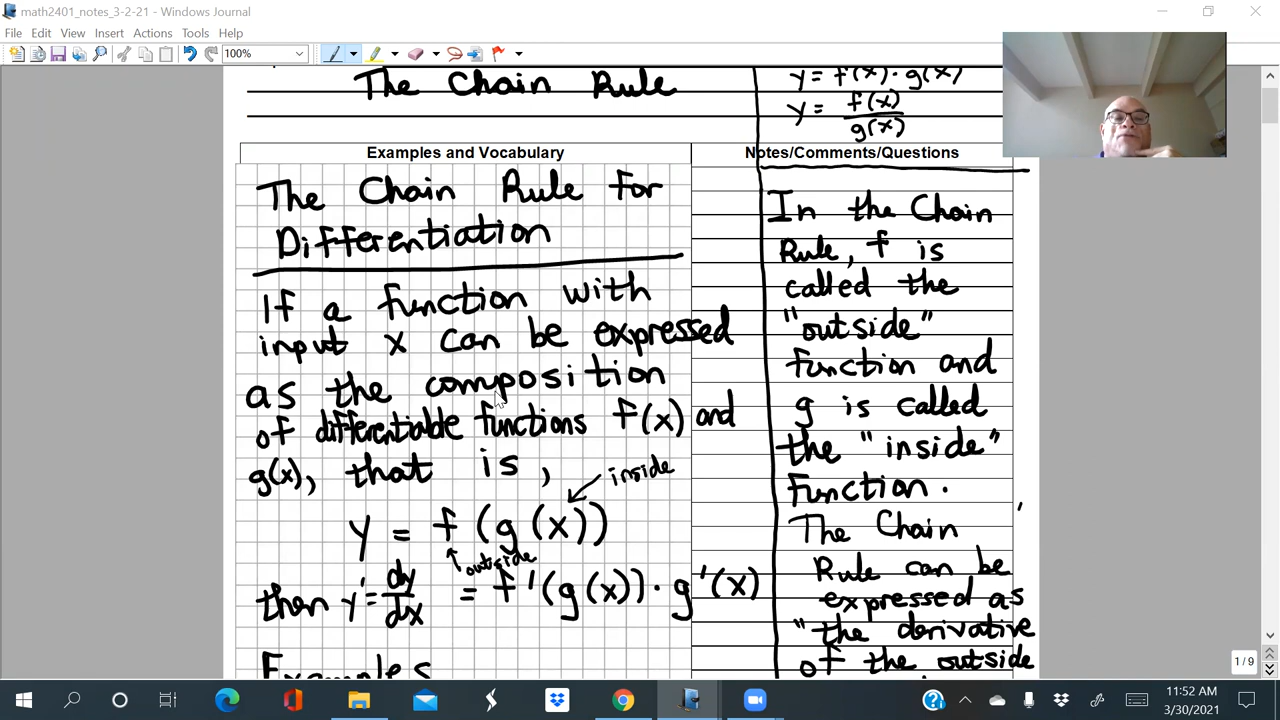 math2401_notes_3-2-21 - Windows Journal
File Edit View Insert Actions Tools Help
100%
The Chain Rule
y = f(x) · g(x)
y = f(x)/g(x)
Examples and Vocabulary
Notes/Comments/Questions
The Chain Rule for
Differentiation
If a function with
input x can be expressed
as the composition
of differentiable functions f(x) and
g(x), that is,
inside
y = f(g(x))
outside
then y' = dy/dx = f'(g(x)) · g'(x)
Examples
In the Chain
Rule, f is
called the
"outside"
function and
g is called
the "inside"
function.
The Chain
Rule can be
expressed as
"the derivative
of the outside
1 / 9
11:52 AM
3/30/2021